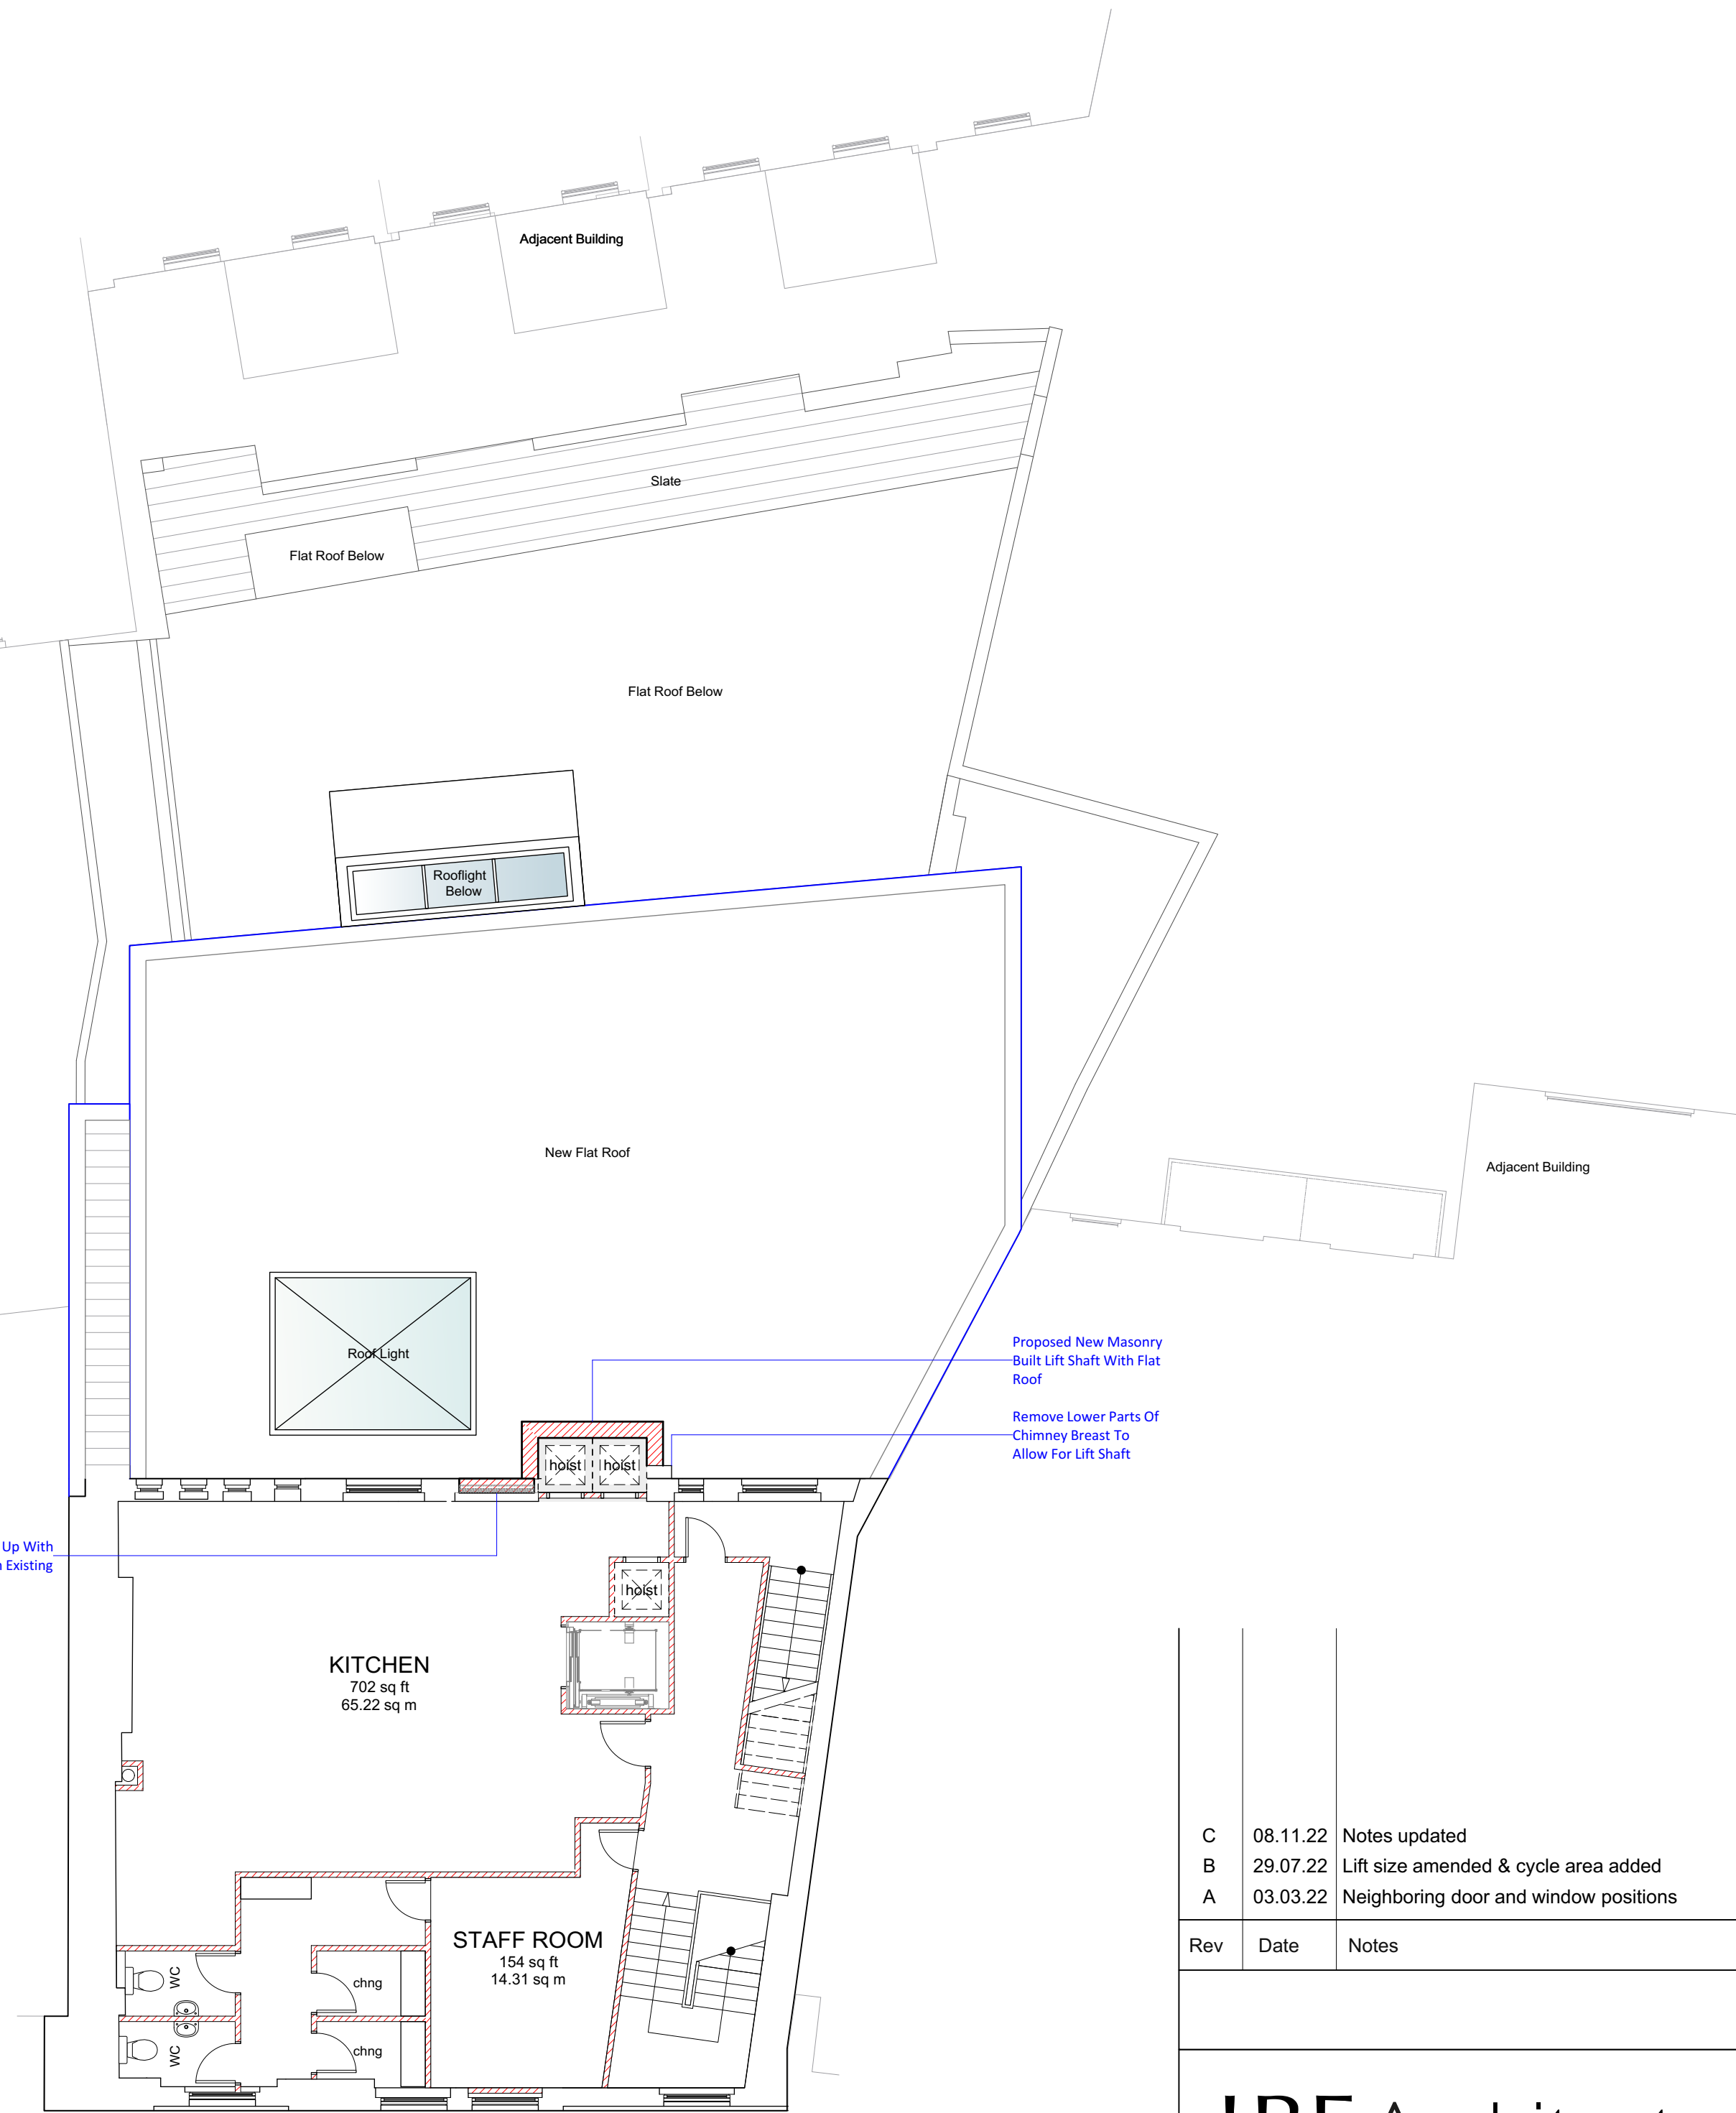 Adjacent Building
Slate
Flat Roof Below
Flat Roof Below
Rooflight
Below
New Flat Roof
Adjacent Building
Roof Light
Proposed New Masonry
Built Lift Shaft With Flat
Roof
Remove Lower Parts Of
Chimney Breast To
Allow For Lift Shaft
hoist hoist
Up With
Existing
hoist
KITCHEN
702 sq ft
65.22 sq m
STAFF ROOM
154 sq ft
14.31 sq m
WC
chng
WC
chng
C 08.11.22 Notes updated
B 29.07.22 Lift size amended & cycle area added
A 03.03.22 Neighboring door and window positions
Rev Date Notes